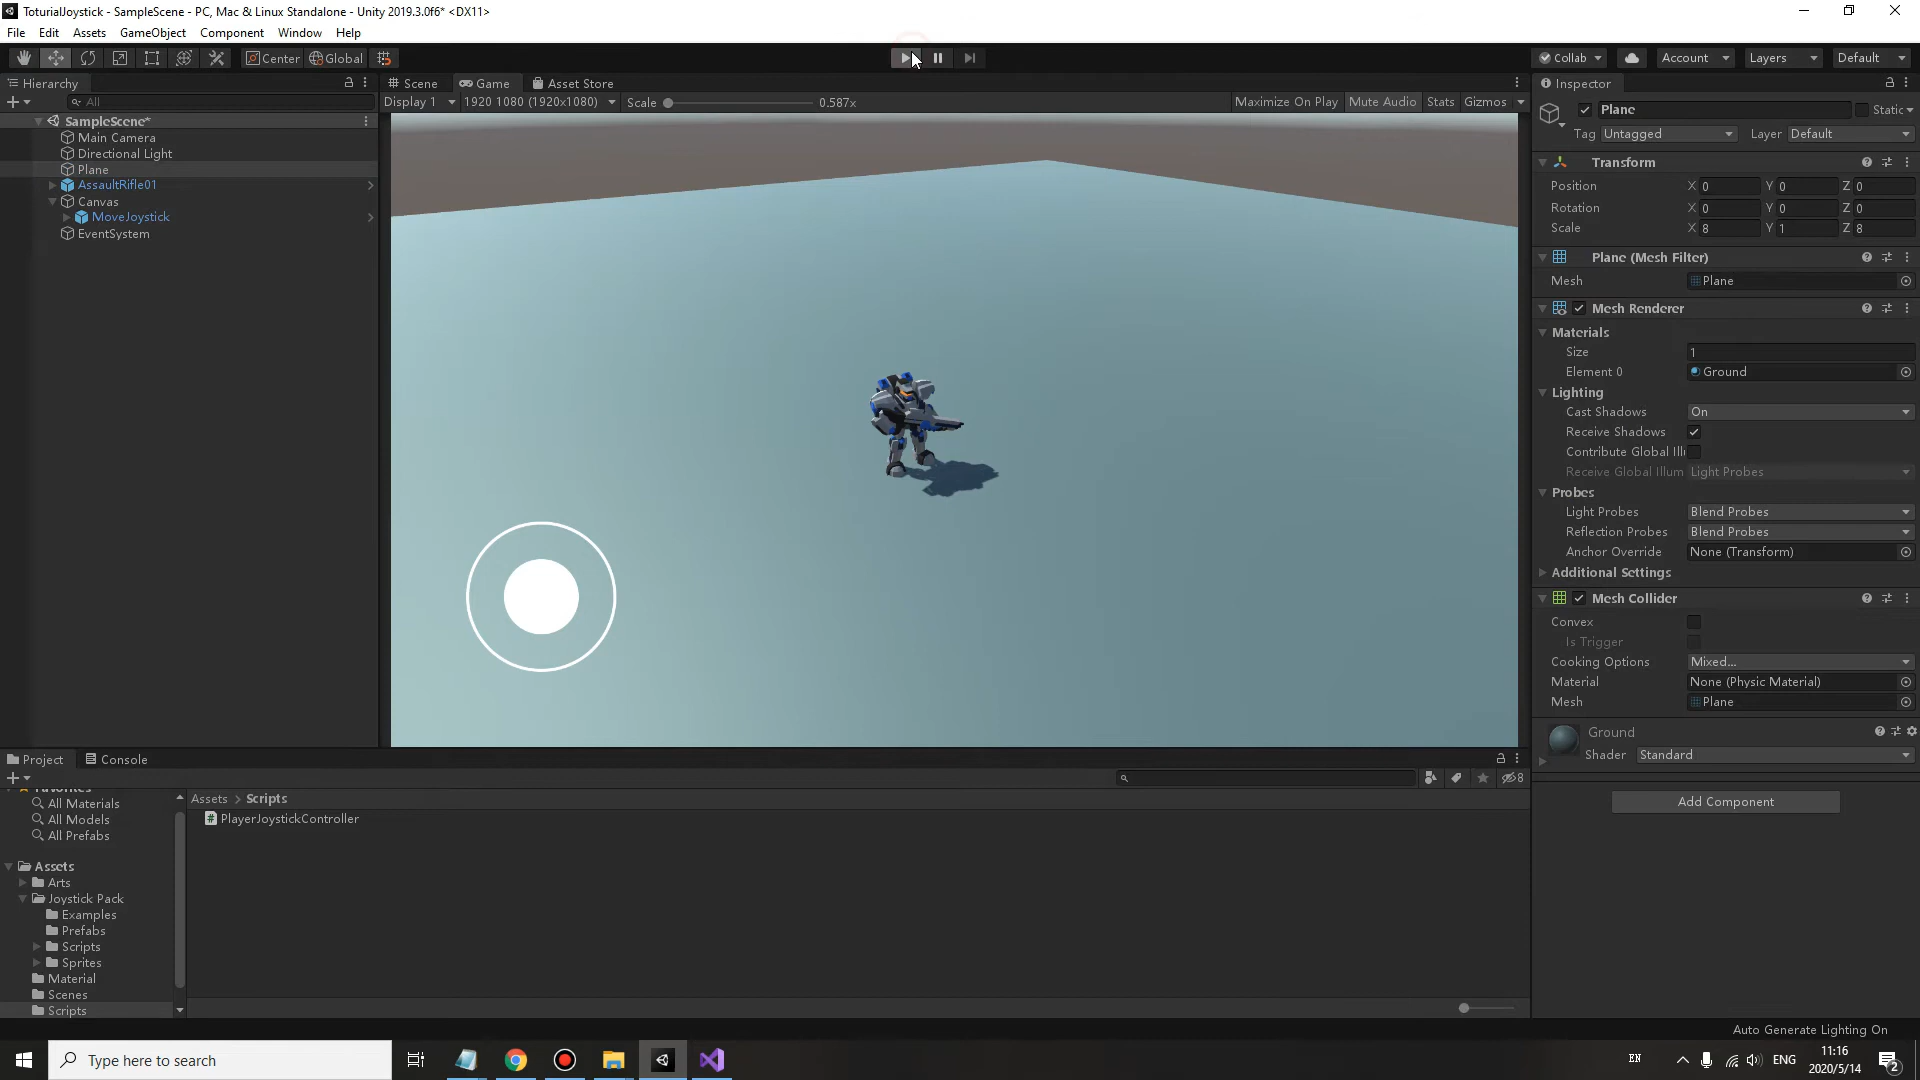 ToturialJoystick - SampleScene - PC, Mac & Linux Standalone - Unity 2019.3.0f6* <DX11>
File Edit Assets GameObject Component Window Help
Center Global Collab Account Layers Default
Hierarchy Scene Game Asset Store Inspector
All Display 1 1920 1080 (1920x1080) Scale 0.587x Maximize On Play Mute Audio Stats Gizmos
SampleScene*
Main Camera
Directional Light
Plane
AssaultRifle01
Canvas
MoveJoystick
EventSystem
Plane Static
Tag Untagged Layer Default
Transform
Position X 0 Y 0 Z 0
Rotation X 0 Y 0 Z 0
Scale X 8 Y 1 Z 8
Plane (Mesh Filter)
Mesh Plane
Mesh Renderer
Materials
Size 1
Element 0 Ground
Lighting
Cast Shadows On
Receive Shadows
Contribute Global Ill
Receive Global Illum Light Probes
Probes
Light Probes Blend Probes
Reflection Probes Blend Probes
Anchor Override None (Transform)
Additional Settings
Mesh Collider
Convex
Is Trigger
Cooking Options Mixed...
Material None (Physic Material)
Mesh Plane
Ground
Shader Standard
Add Component
Project Console
8
All Materials
All Models
All Prefabs
Assets
Arts
Joystick Pack
Examples
Prefabs
Scripts
Sprites
Material
Scenes
Scripts
Assets > Scripts
PlayerJoystickController
Auto Generate Lighting On
Type here to search
EN ENG 11:16
2020/5/14
2